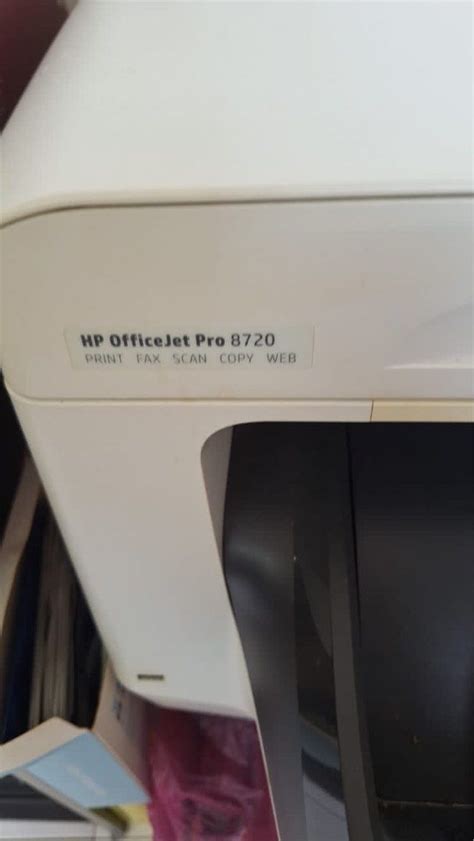 HP OfficeJet Pro 8720
PRINT FAX SCAN COPY WEB